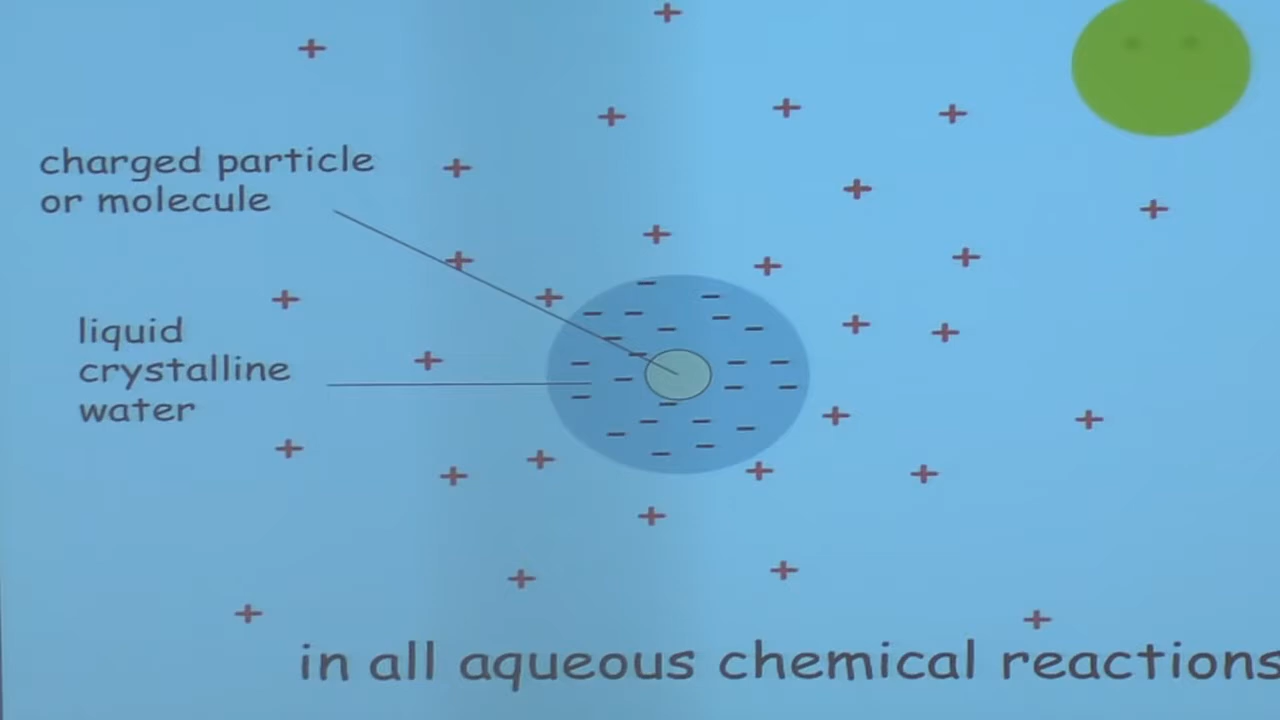 charged particle
or molecule
liquid
crystalline
water
in all aqueous chemical reactions